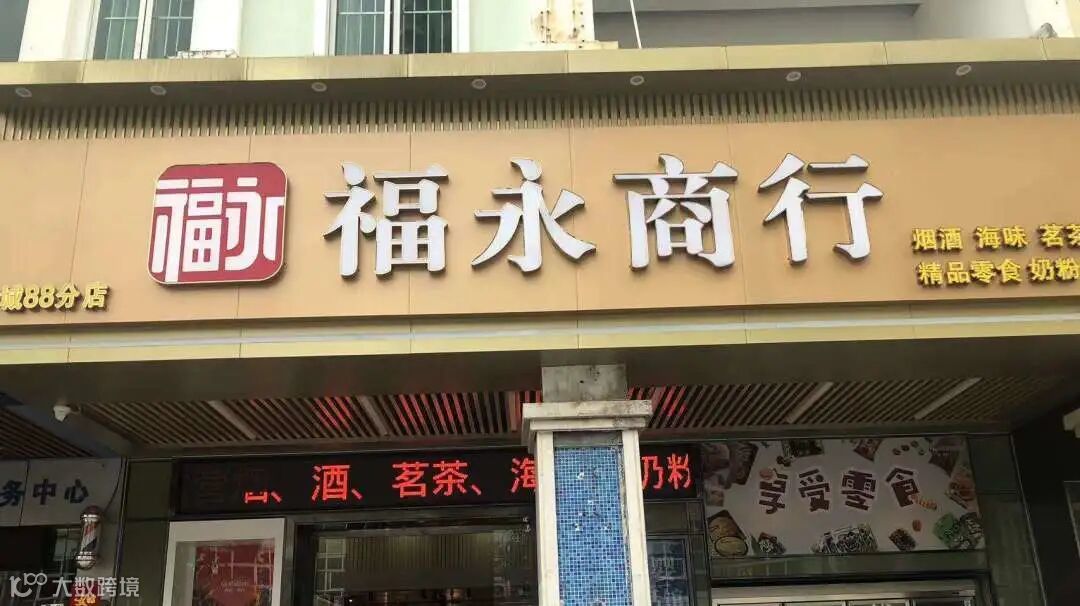 福永
福永商行
烟酒 海味 茗茶
精品零食 奶粉
城88分店
酒、茗茶、海 奶粉
享受零食
务中心
大数跨境